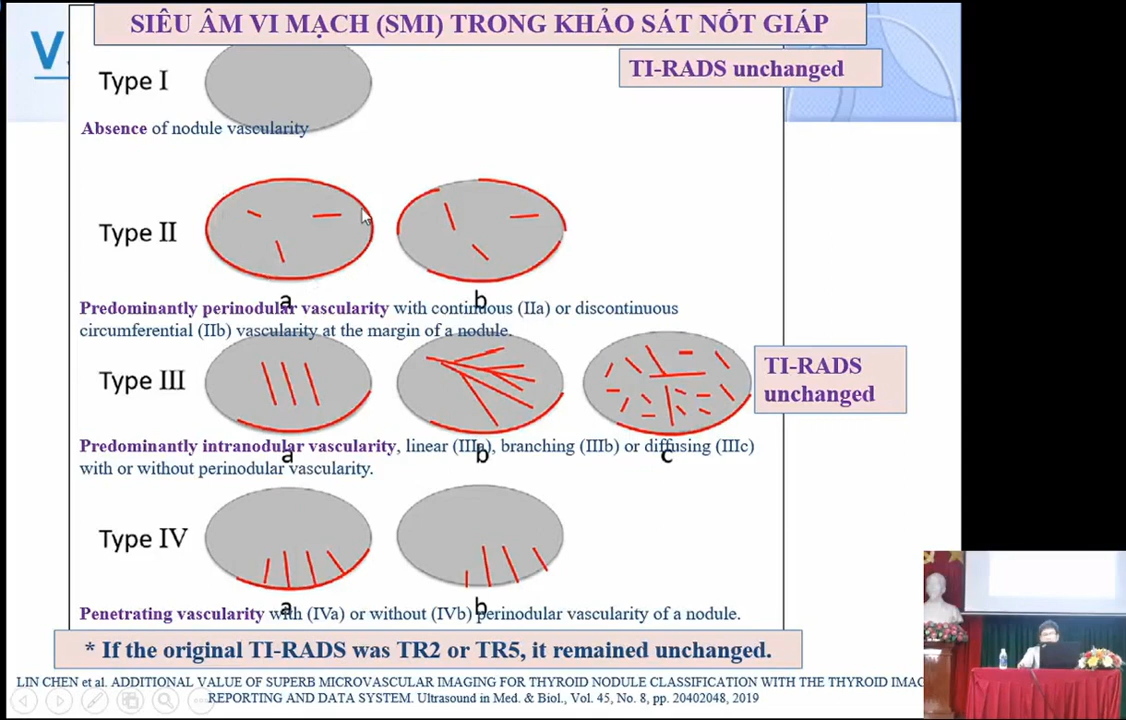 SIÊU ÂM VI MẠCH (SMI) TRONG KHẢO SÁT NỐT GIÁP
V
TI-RADS unchanged
Type I
Absence of nodule vascularity
Type II
a
b
Predominantly perinodular vascularity with continuous (IIa) or discontinuous
circumferential (IIb) vascularity at the margin of a nodule.
Type III
TI-RADS
unchanged
Predominantly intranodular vascularity, linear (IIIa), branching (IIIb) or diffusing (IIIc)
a
b
c
with or without perinodular vascularity.
Type IV
a
b
Penetrating vascularity with (IVa) or without (IVb) perinodular vascularity of a nodule.
* If the original TI-RADS was TR2 or TR5, it remained unchanged.
LIN CHEN et al. ADDITIONAL VALUE OF SUPERB MICROVASCULAR IMAGING FOR THYROID NODULE CLASSIFICATION WITH THE THYROID IMAG
REPORTING AND DATA SYSTEM. Ultrasound in Med. & Biol., Vol. 45, No. 8, pp. 20402048, 2019